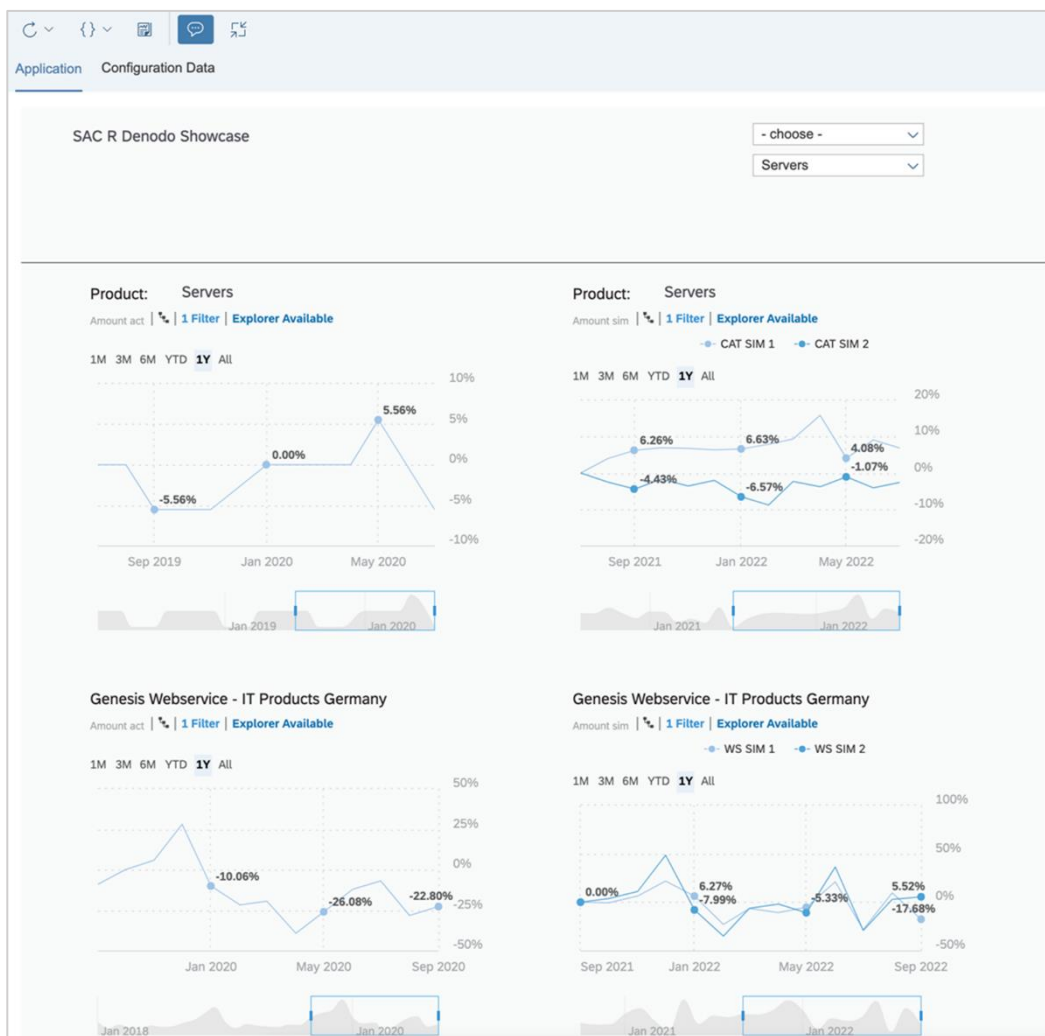 Application Configuration Data
SAC R Denodo Showcase
- choose -
Servers
Product: Servers
Amount act | 1 Filter | Explorer Available
1M 3M 6M YTD 1Y All
10%
5%
0%
-5%
-10%
-5.56%
0.00%
5.56%
Sep 2019 Jan 2020 May 2020
Jan 2019 Jan 2020
Product: Servers
Amount sim | 1 Filter | Explorer Available
CAT SIM 1 CAT SIM 2
1M 3M 6M YTD 1Y All
20%
10%
0%
-10%
-20%
6.26%
6.63%
4.08%
-4.43%
-6.57%
-1.07%
Sep 2021 Jan 2022 May 2022
Jan 2021 Jan 2022
Genesis Webservice - IT Products Germany
Amount act | 1 Filter | Explorer Available
1M 3M 6M YTD 1Y All
50%
25%
0%
-25%
-50%
-10.06%
-26.08%
-22.80%
Jan 2020 May 2020 Sep 2020
Jan 2018 Jan 2020
Genesis Webservice - IT Products Germany
Amount sim | 1 Filter | Explorer Available
WS SIM 1 WS SIM 2
1M 3M 6M YTD 1Y All
100%
50%
0%
-50%
0.00%
6.27%
-7.99%
-5.33%
5.52%
-17.68%
Sep 2021 Jan 2022 May 2022 Sep 2022
Jan 2021 Jan 2022